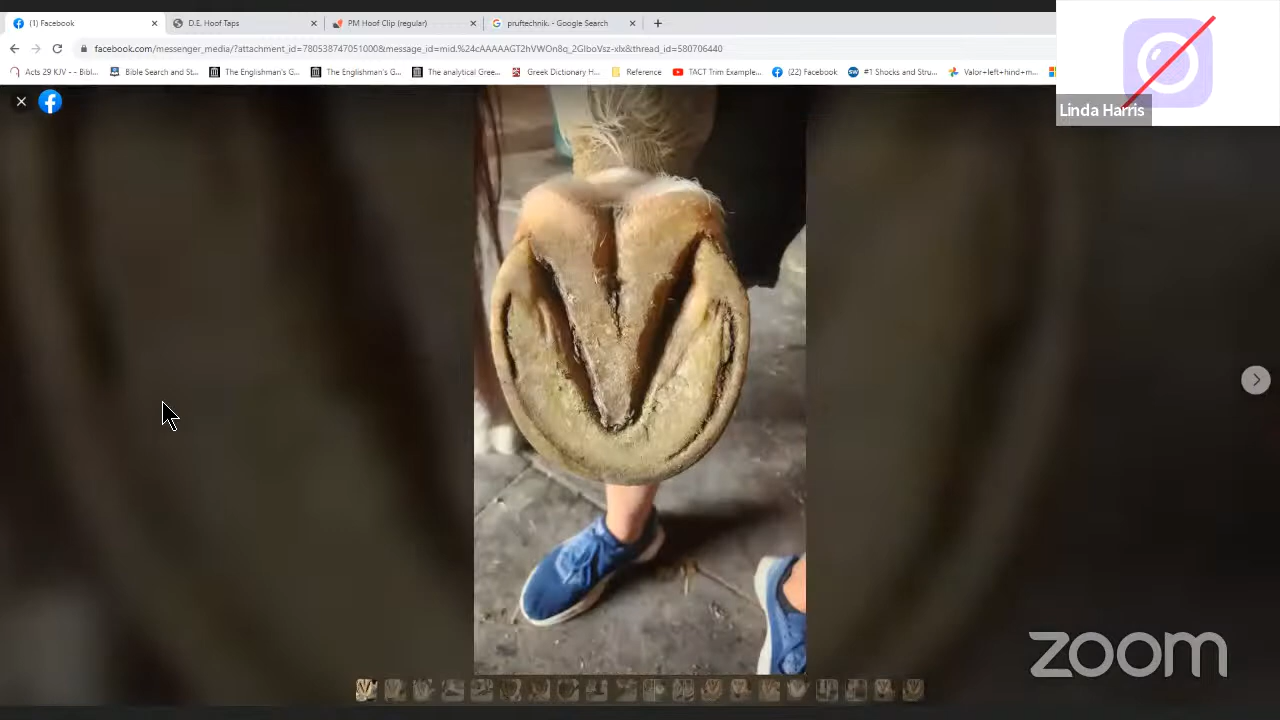 (1) Facebook
D.E. Hoof Taps
PM Hoof Clip (regular)
pruftechnik. - Google Search
facebook.com/messenger_media/?attachment_id=780538747051000&message_id=mid.%24cAAAAAGT2hVWOn8q_2GlboVsz-xlx&thread_id=580706440
Acts 29 KJV - - Bibl...
Bible Search and St...
The Englishman's G...
The Englishman's G...
The analytical Gree...
Greek Dictionary H...
Reference
TACT Trim Example...
(22) Facebook
#1 Shocks and Stru...
Valor+left+hind+m...
Linda Harris
zoom